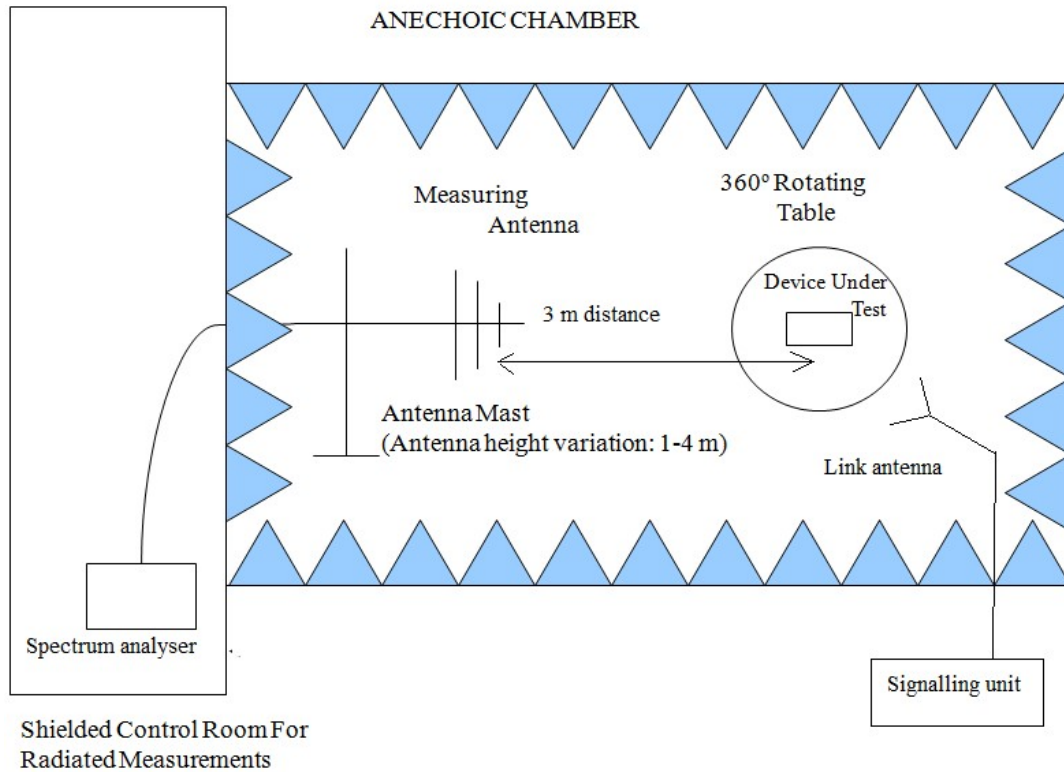 ANECHOIC CHAMBER
Measuring
Antenna
360º Rotating
Table
Device Under
Test
3 m distance
Antenna Mast
(Antenna height variation: 1-4 m)
Link antenna
Spectrum analyser
Signalling unit
Shielded Control Room For
Radiated Measurements